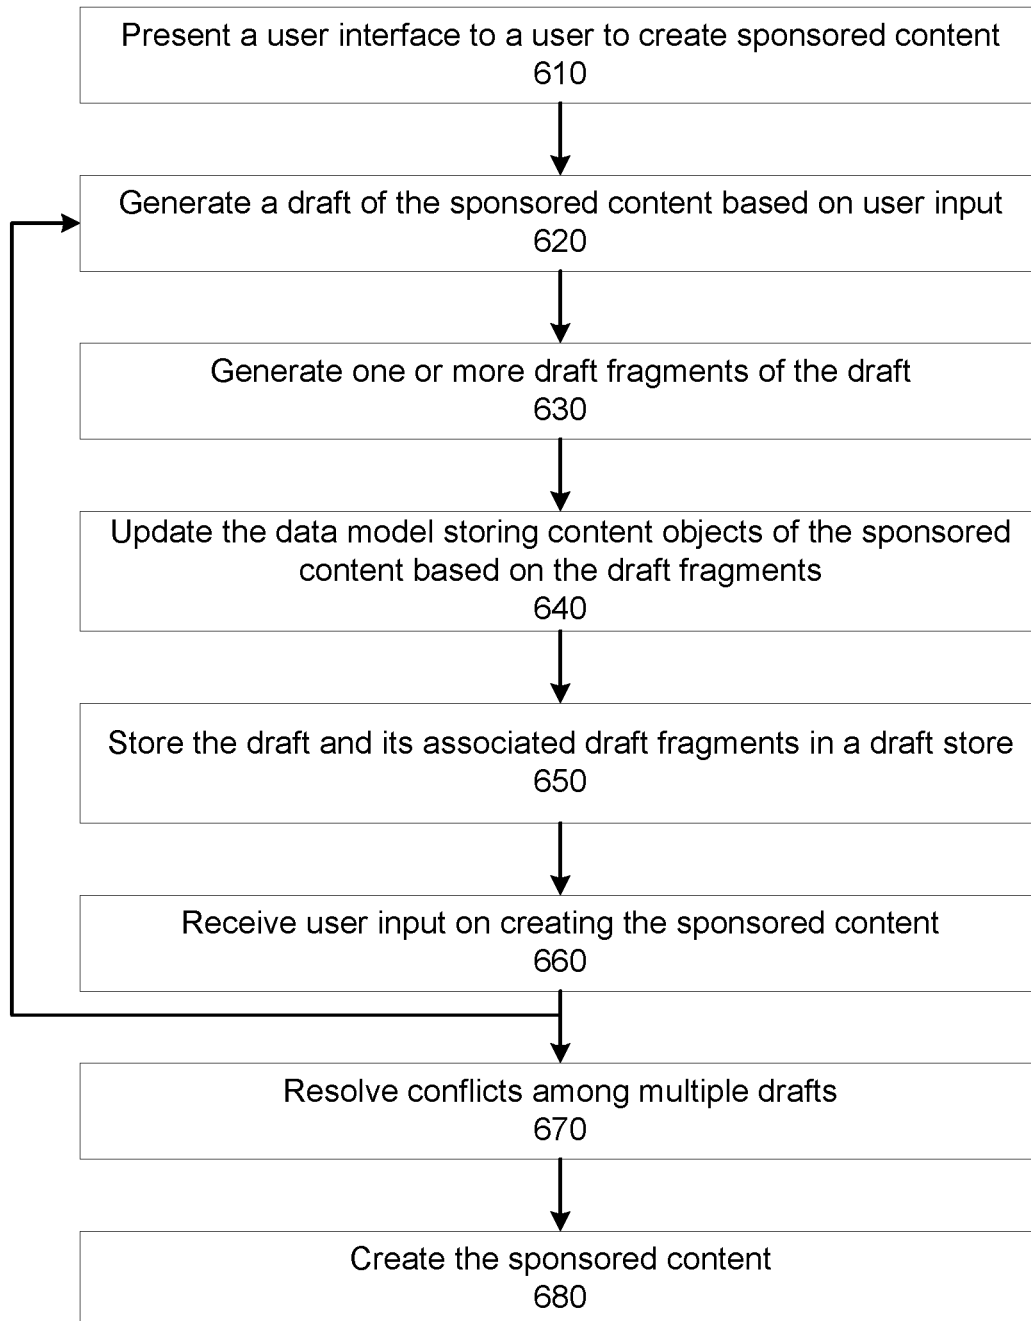 Present a user interface to a user to create sponsored content
610
Generate a draft of the sponsored content based on user input
620
Generate one or more draft fragments of the draft
630
Update the data model storing content objects of the sponsored
content based on the draft fragments
640
Store the draft and its associated draft fragments in a draft store
650
Receive user input on creating the sponsored content
660
Resolve conflicts among multiple drafts
670
Create the sponsored content
680